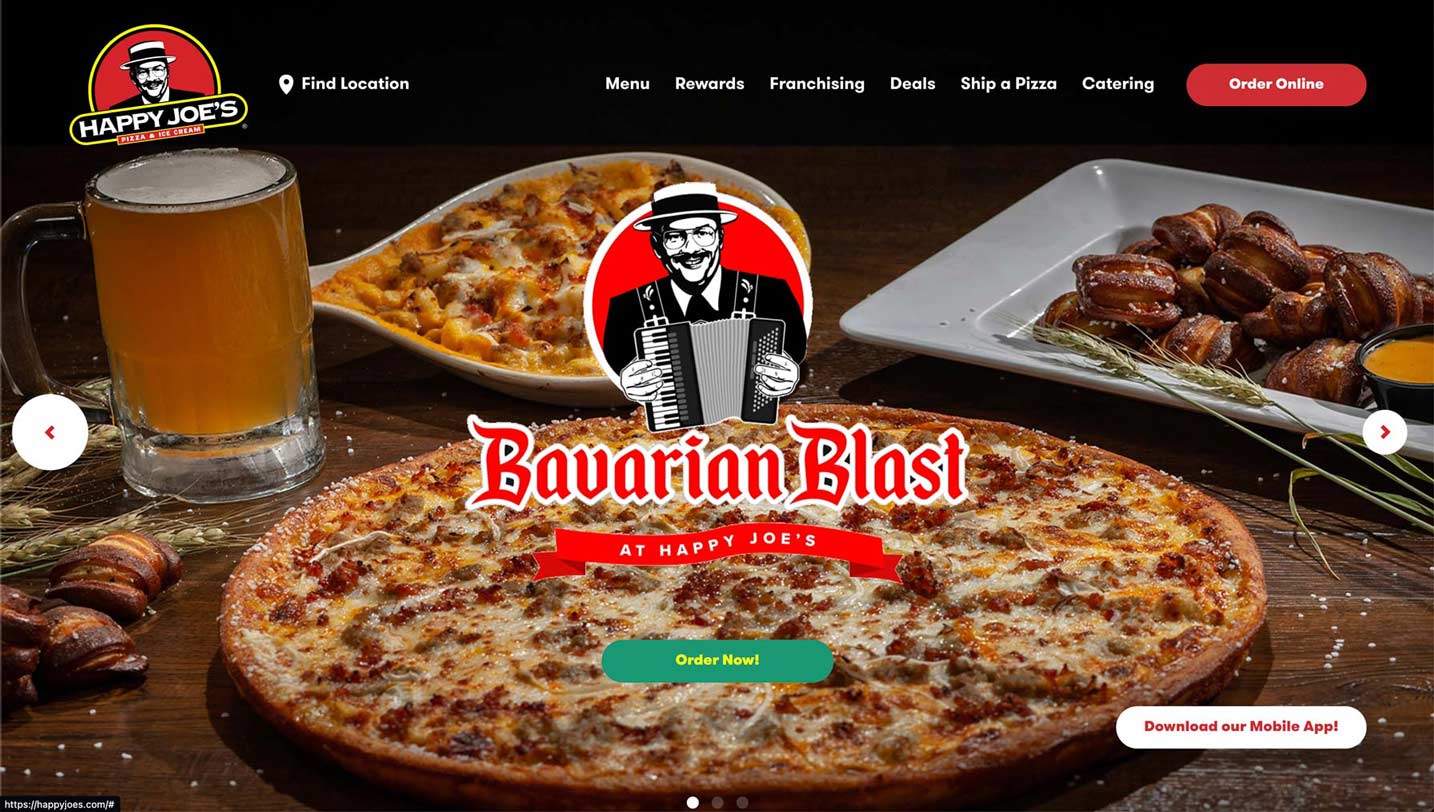 HAPPY JOE'S
®
PIZZA & ICE CREAM
Find Location
Menu
Rewards
Franchising
Deals
Ship a Pizza
Catering
Order Online
Bavarian Blast
AT HAPPY JOE'S
Order Now!
Download our Mobile App!
https://happyjoes.com/#